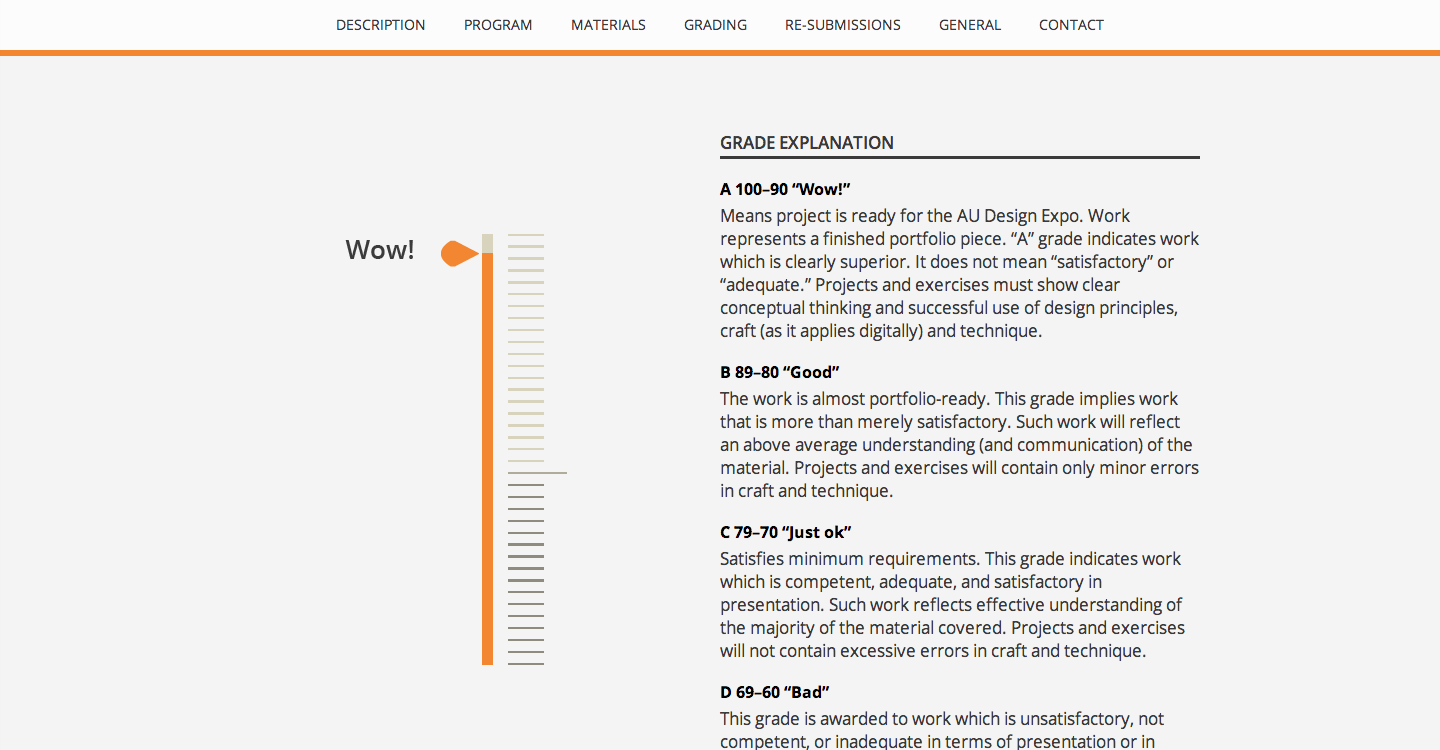 DESCRIPTION PROGRAM MATERIALS GRADING RE-SUBMISSIONS GENERAL CONTACT
Wow!
GRADE EXPLANATION
A 100–90 “Wow!”
Means project is ready for the AU Design Expo. Work
represents a finished portfolio piece. “A” grade indicates work
which is clearly superior. It does not mean “satisfactory” or
“adequate.” Projects and exercises must show clear
conceptual thinking and successful use of design principles,
craft (as it applies digitally) and technique.
B 89–80 “Good”
The work is almost portfolio-ready. This grade implies work
that is more than merely satisfactory. Such work will reflect
an above average understanding (and communication) of the
material. Projects and exercises will contain only minor errors
in craft and technique.
C 79–70 “Just ok”
Satisfies minimum requirements. This grade indicates work
which is competent, adequate, and satisfactory in
presentation. Such work reflects effective understanding of
the majority of the material covered. Projects and exercises
will not contain excessive errors in craft and technique.
D 69–60 “Bad”
This grade is awarded to work which is unsatisfactory, not
competent, or inadequate in terms of presentation or in